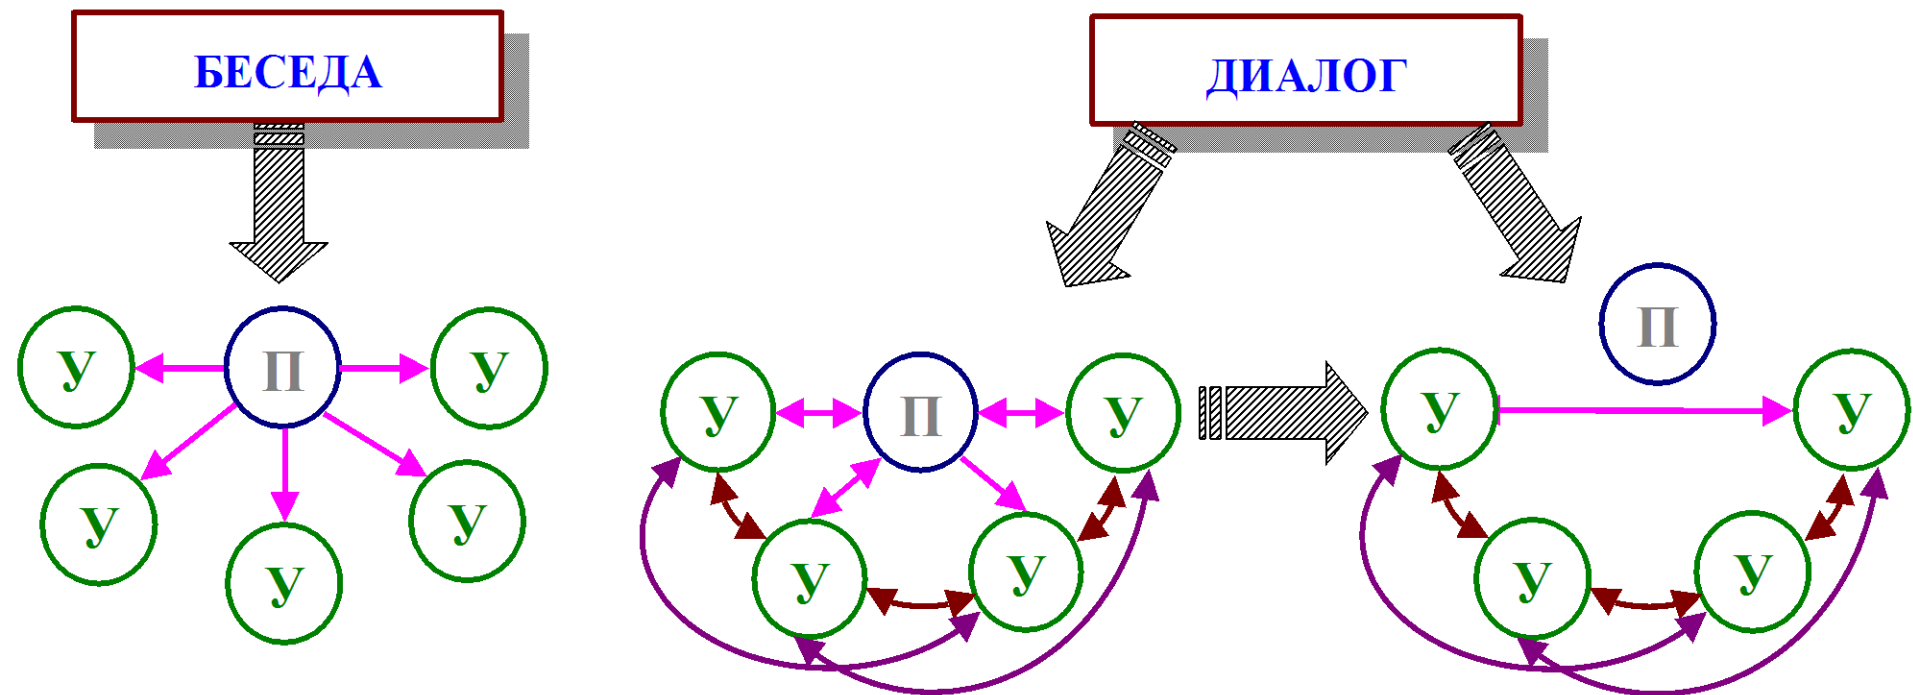 БЕСЕДА
ДИАЛОГ
П
У П У
У П У У У
У У
У У У У
У